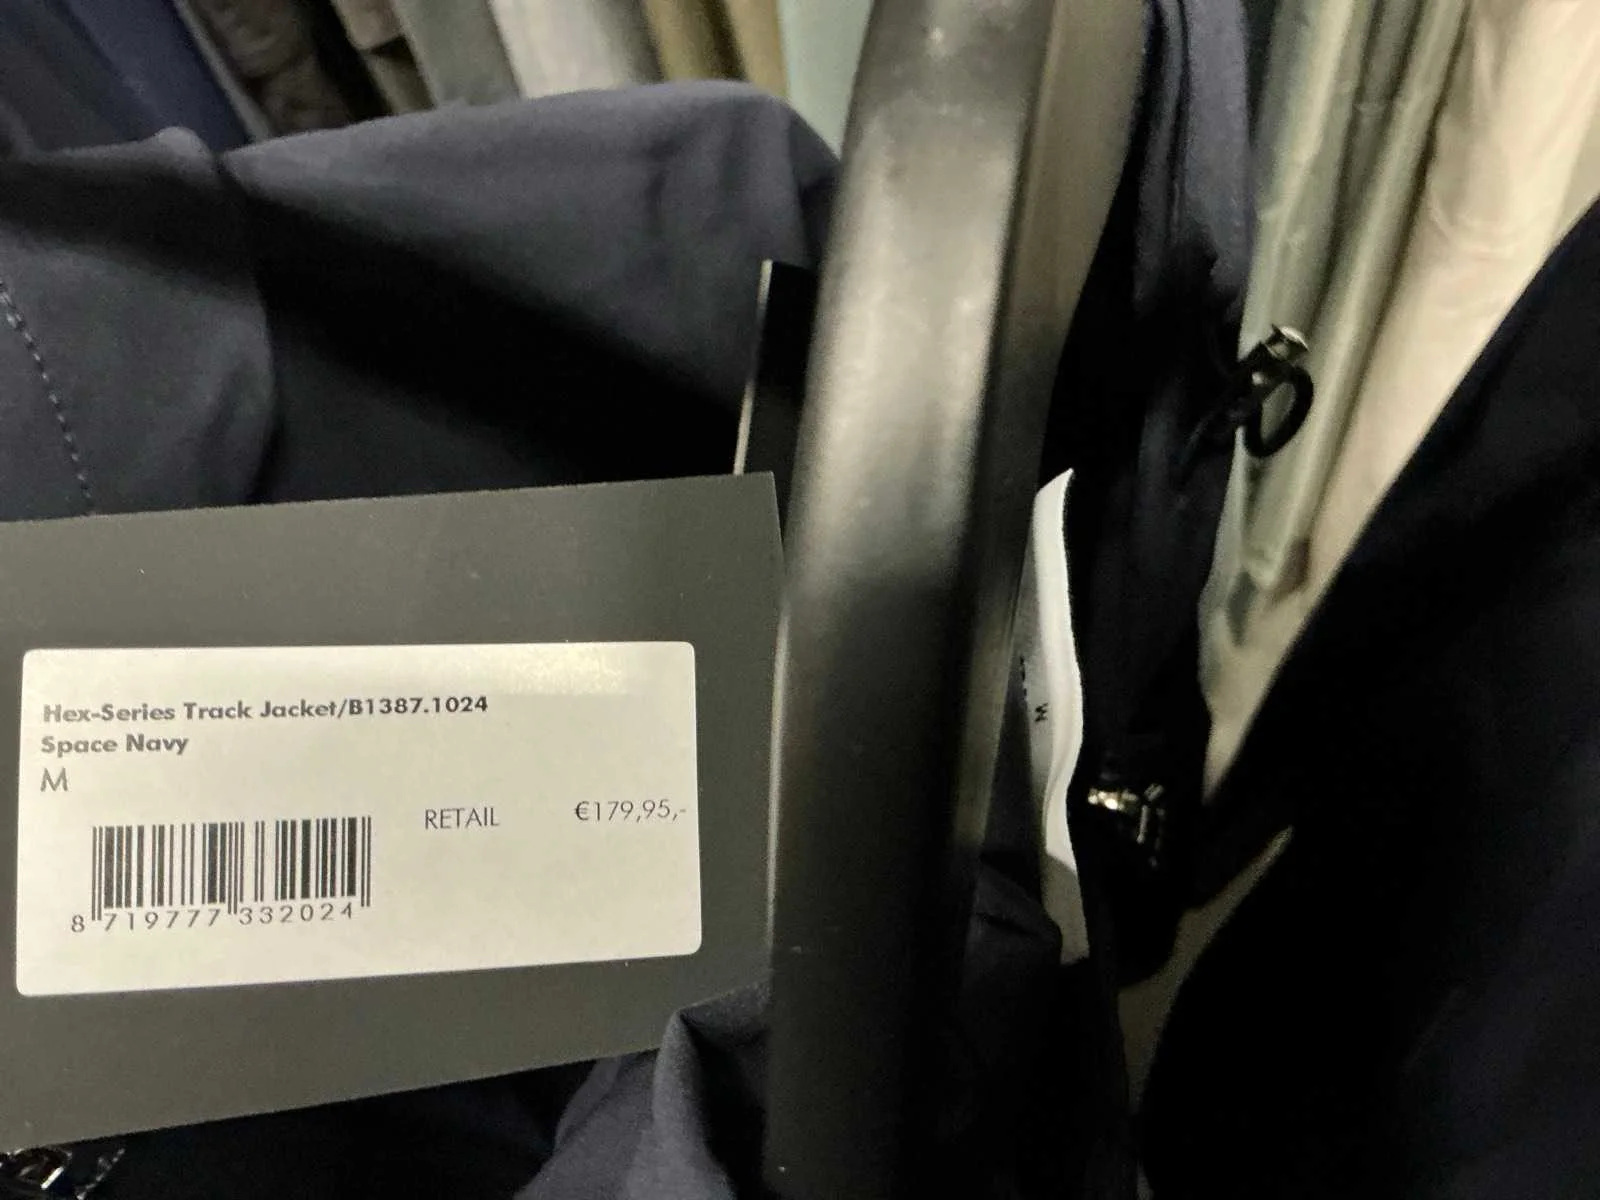 Hex-Series Track Jacket/B1387.1024
Space Navy
M
RETAIL €179,95,-
8 719777 332024
M